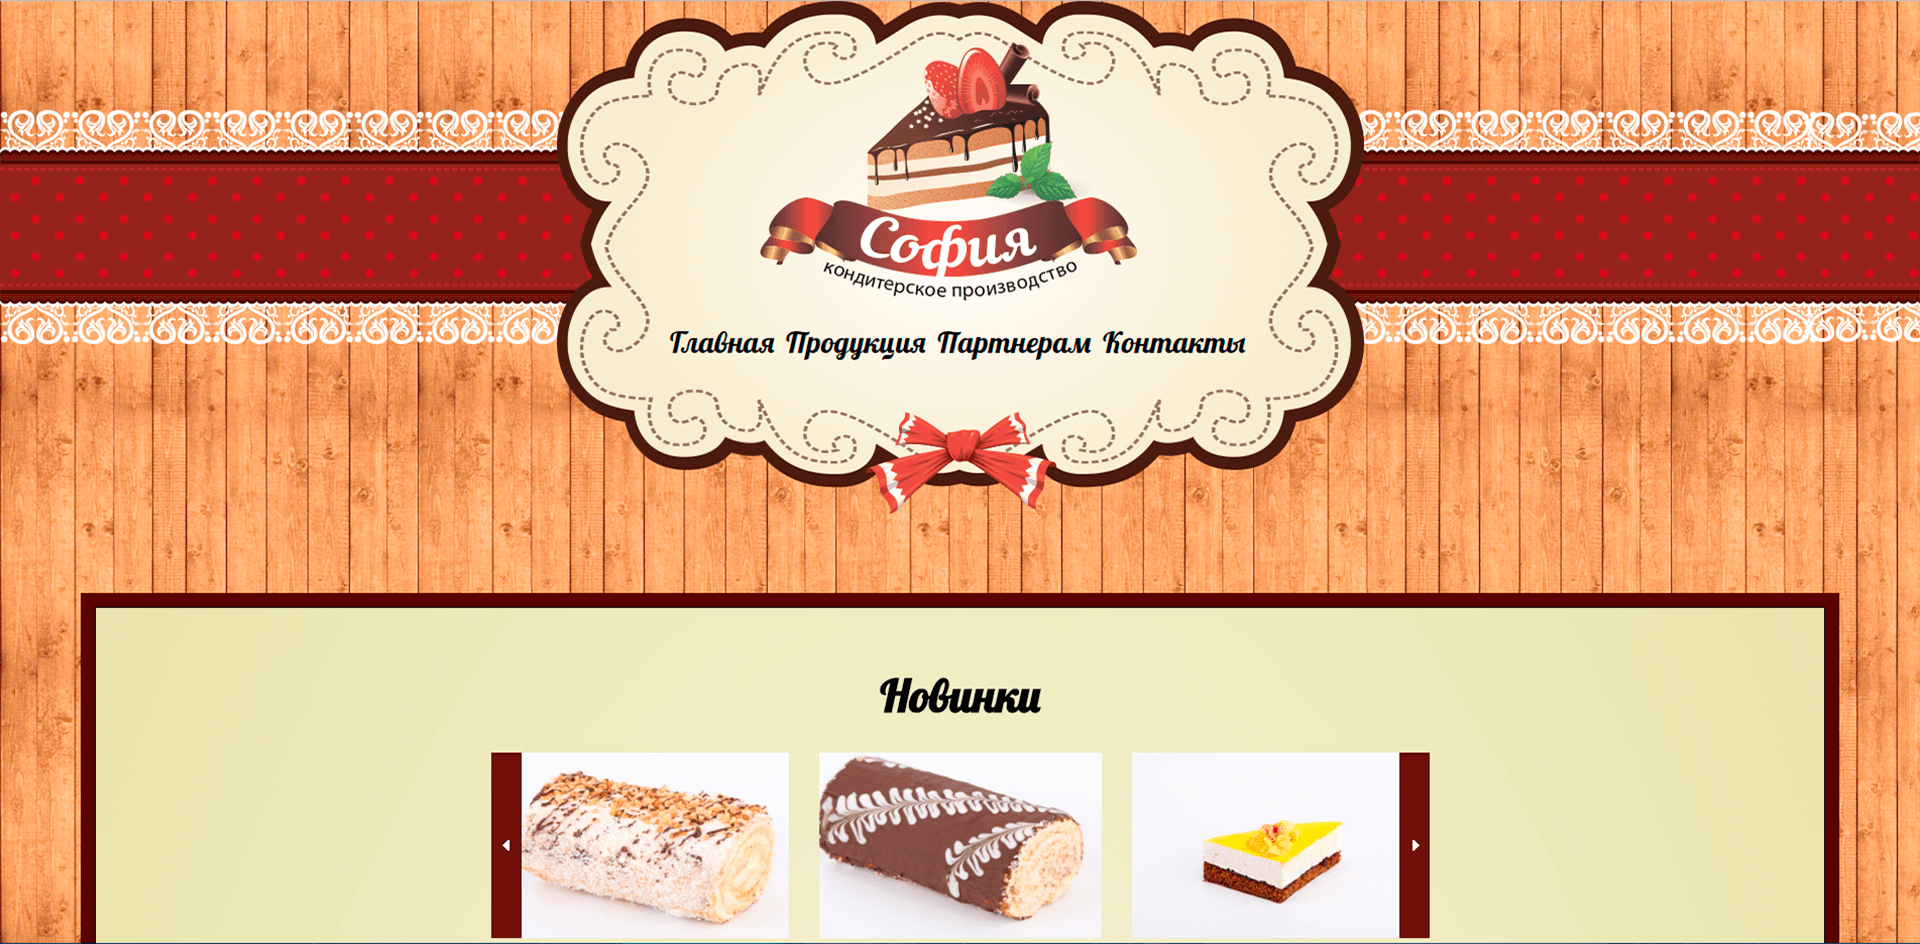 София
кондитерское производство
Главная Продукция Партнерам Контакты
Новинки